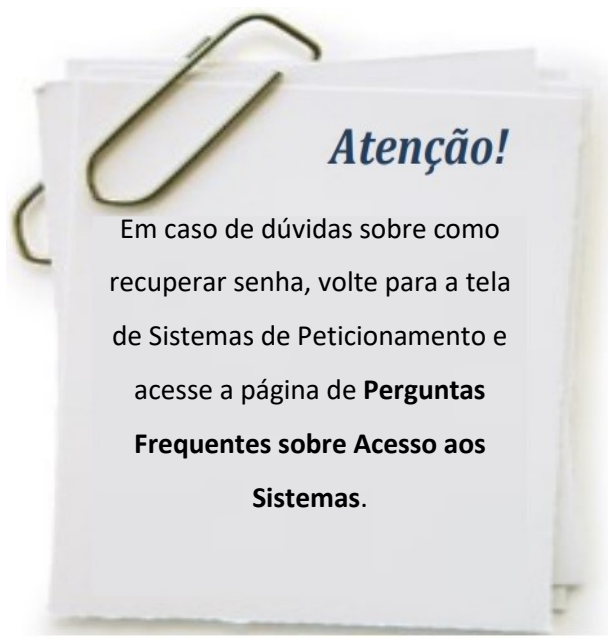 Atenção!
Em caso de dúvidas sobre como
recuperar senha, volte para a tela
de Sistemas de Peticionamento e
acesse a página de Perguntas
Frequentes sobre Acesso aos
Sistemas.